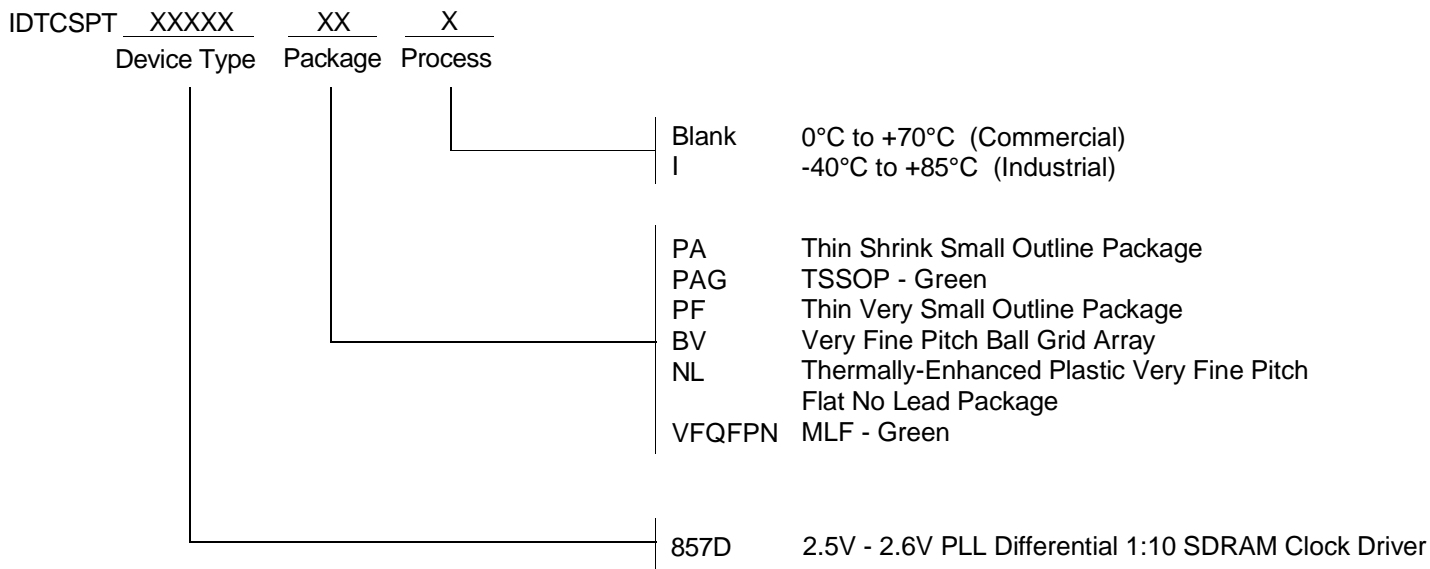 IDTCSPT XXXXX XX X
Device Type Package Process
Blank 0°C to +70°C (Commercial)
I -40°C to +85°C (Industrial)
PA Thin Shrink Small Outline Package
PAG TSSOP - Green
PF Thin Very Small Outline Package
BV Very Fine Pitch Ball Grid Array
NL Thermally-Enhanced Plastic Very Fine Pitch
Flat No Lead Package
VFQFPN MLF - Green
857D 2.5V - 2.6V PLL Differential 1:10 SDRAM Clock Driver